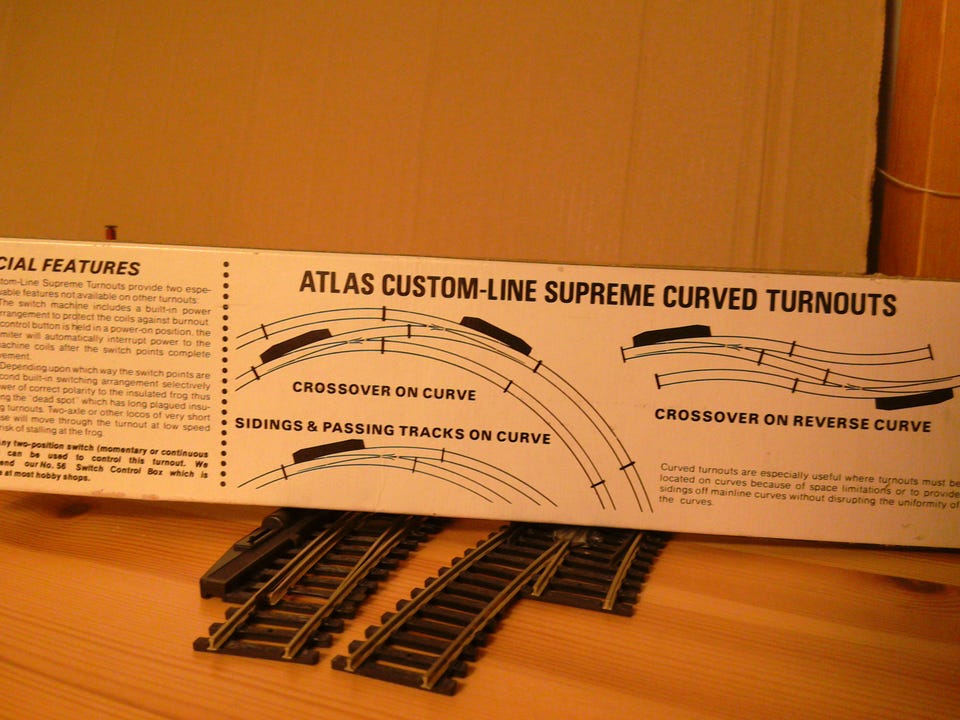 CIAL FEATURES
tom-Line Supreme Turnouts provide two espe-
able features not available on other turnouts:
The switch machine includes a built-in power
rrangement to protect the coils against burnout.
control button is held in a power-on position, the
miter will automatically interrupt power to the
achine coils after the switch points complete
vement.
Depending upon which way the switch points are
cond built-in switching arrangement selectively
wer of correct polarity to the insulated frog thus
ng the "dead spot" which has long plagued insu-
g turnouts. Two-axle or other locos of very short
se will move through the turnout at low speed
risk of stalling at the frog.
ny two-position switch (momentary or continuous
can be used to control this turnout. We
end our No. 56 Switch Control Box which is
e at most hobby shops.
ATLAS CUSTOM-LINE SUPREME CURVED TURNOUTS
CROSSOVER ON CURVE
SIDINGS & PASSING TRACKS ON CURVE
CROSSOVER ON REVERSE CURVE
Curved turnouts are especially useful where turnouts must be
located on curves because of space limitations or to provide
sidings off mainline curves without disrupting the uniformity of
the curves.